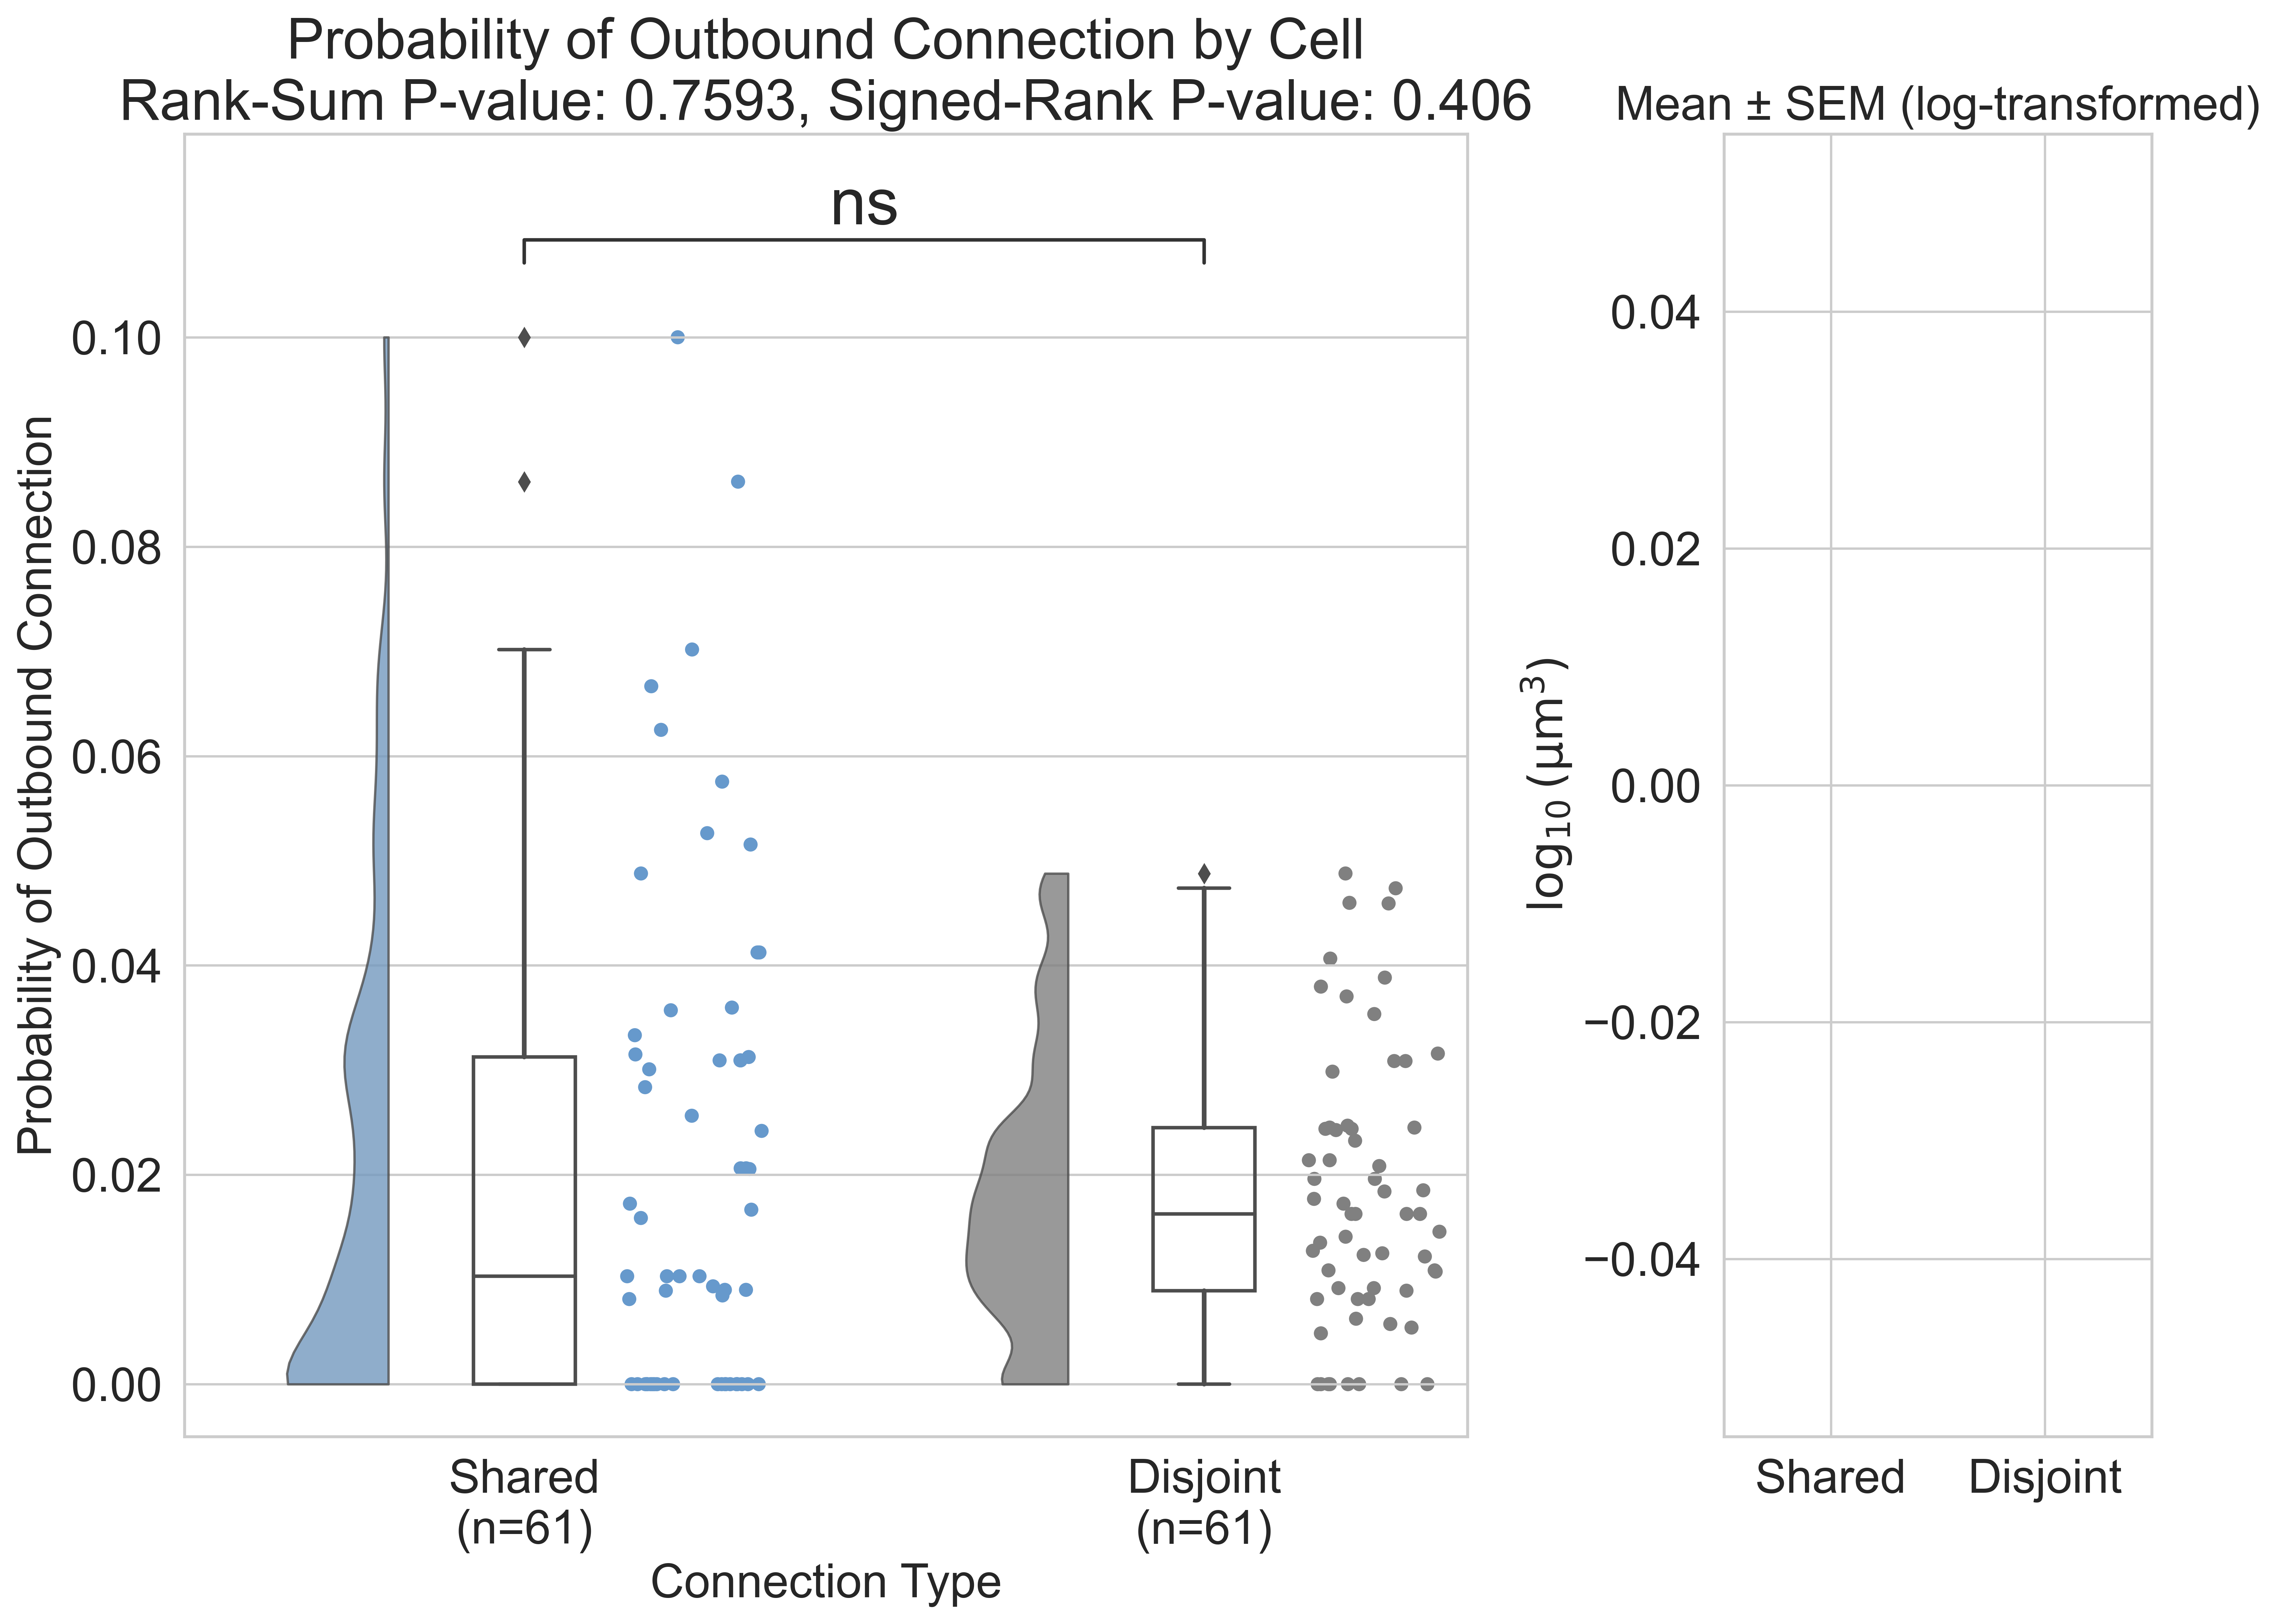 Probability of Outbound Connection by Cell
Rank-Sum P-value: 0.7593, Signed-Rank P-value: 0.406
Mean ± SEM (log-transformed)
ns
Probability of Outbound Connection
0.10
0.08
0.06
0.04
0.02
0.00
Shared
(n=61)
Disjoint
(n=61)
Connection Type
log₁₀ (μm³)
0.04
0.02
0.00
−0.02
−0.04
Shared
Disjoint